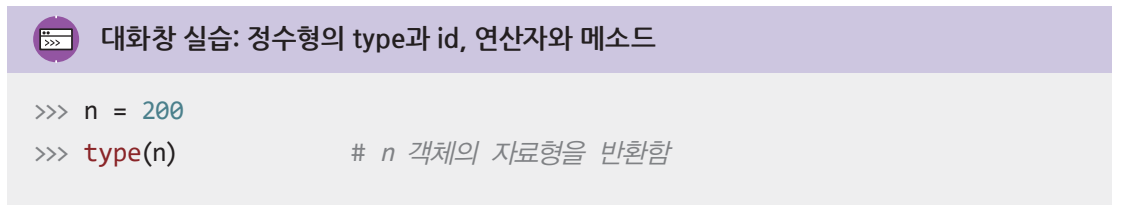 대화창 실습: 정수형의 type과 id, 연산자와 메소드
>>> n = 200
>>> type(n) # n 객체의 자료형을 반환함